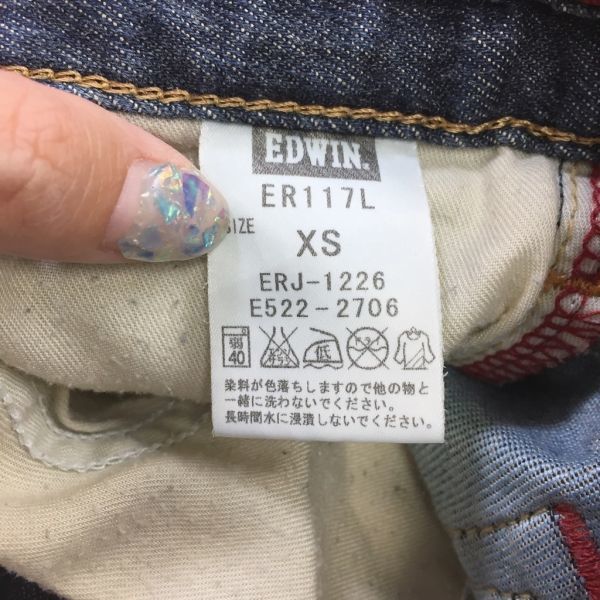 EDWIN.
ER117L
SIZE
XS
ERJ-1226
E522-2706
弱
40
低
染料が色落ちしますので他の物と
一緒に洗わないでください。
長時間水に浸漬しないでください。